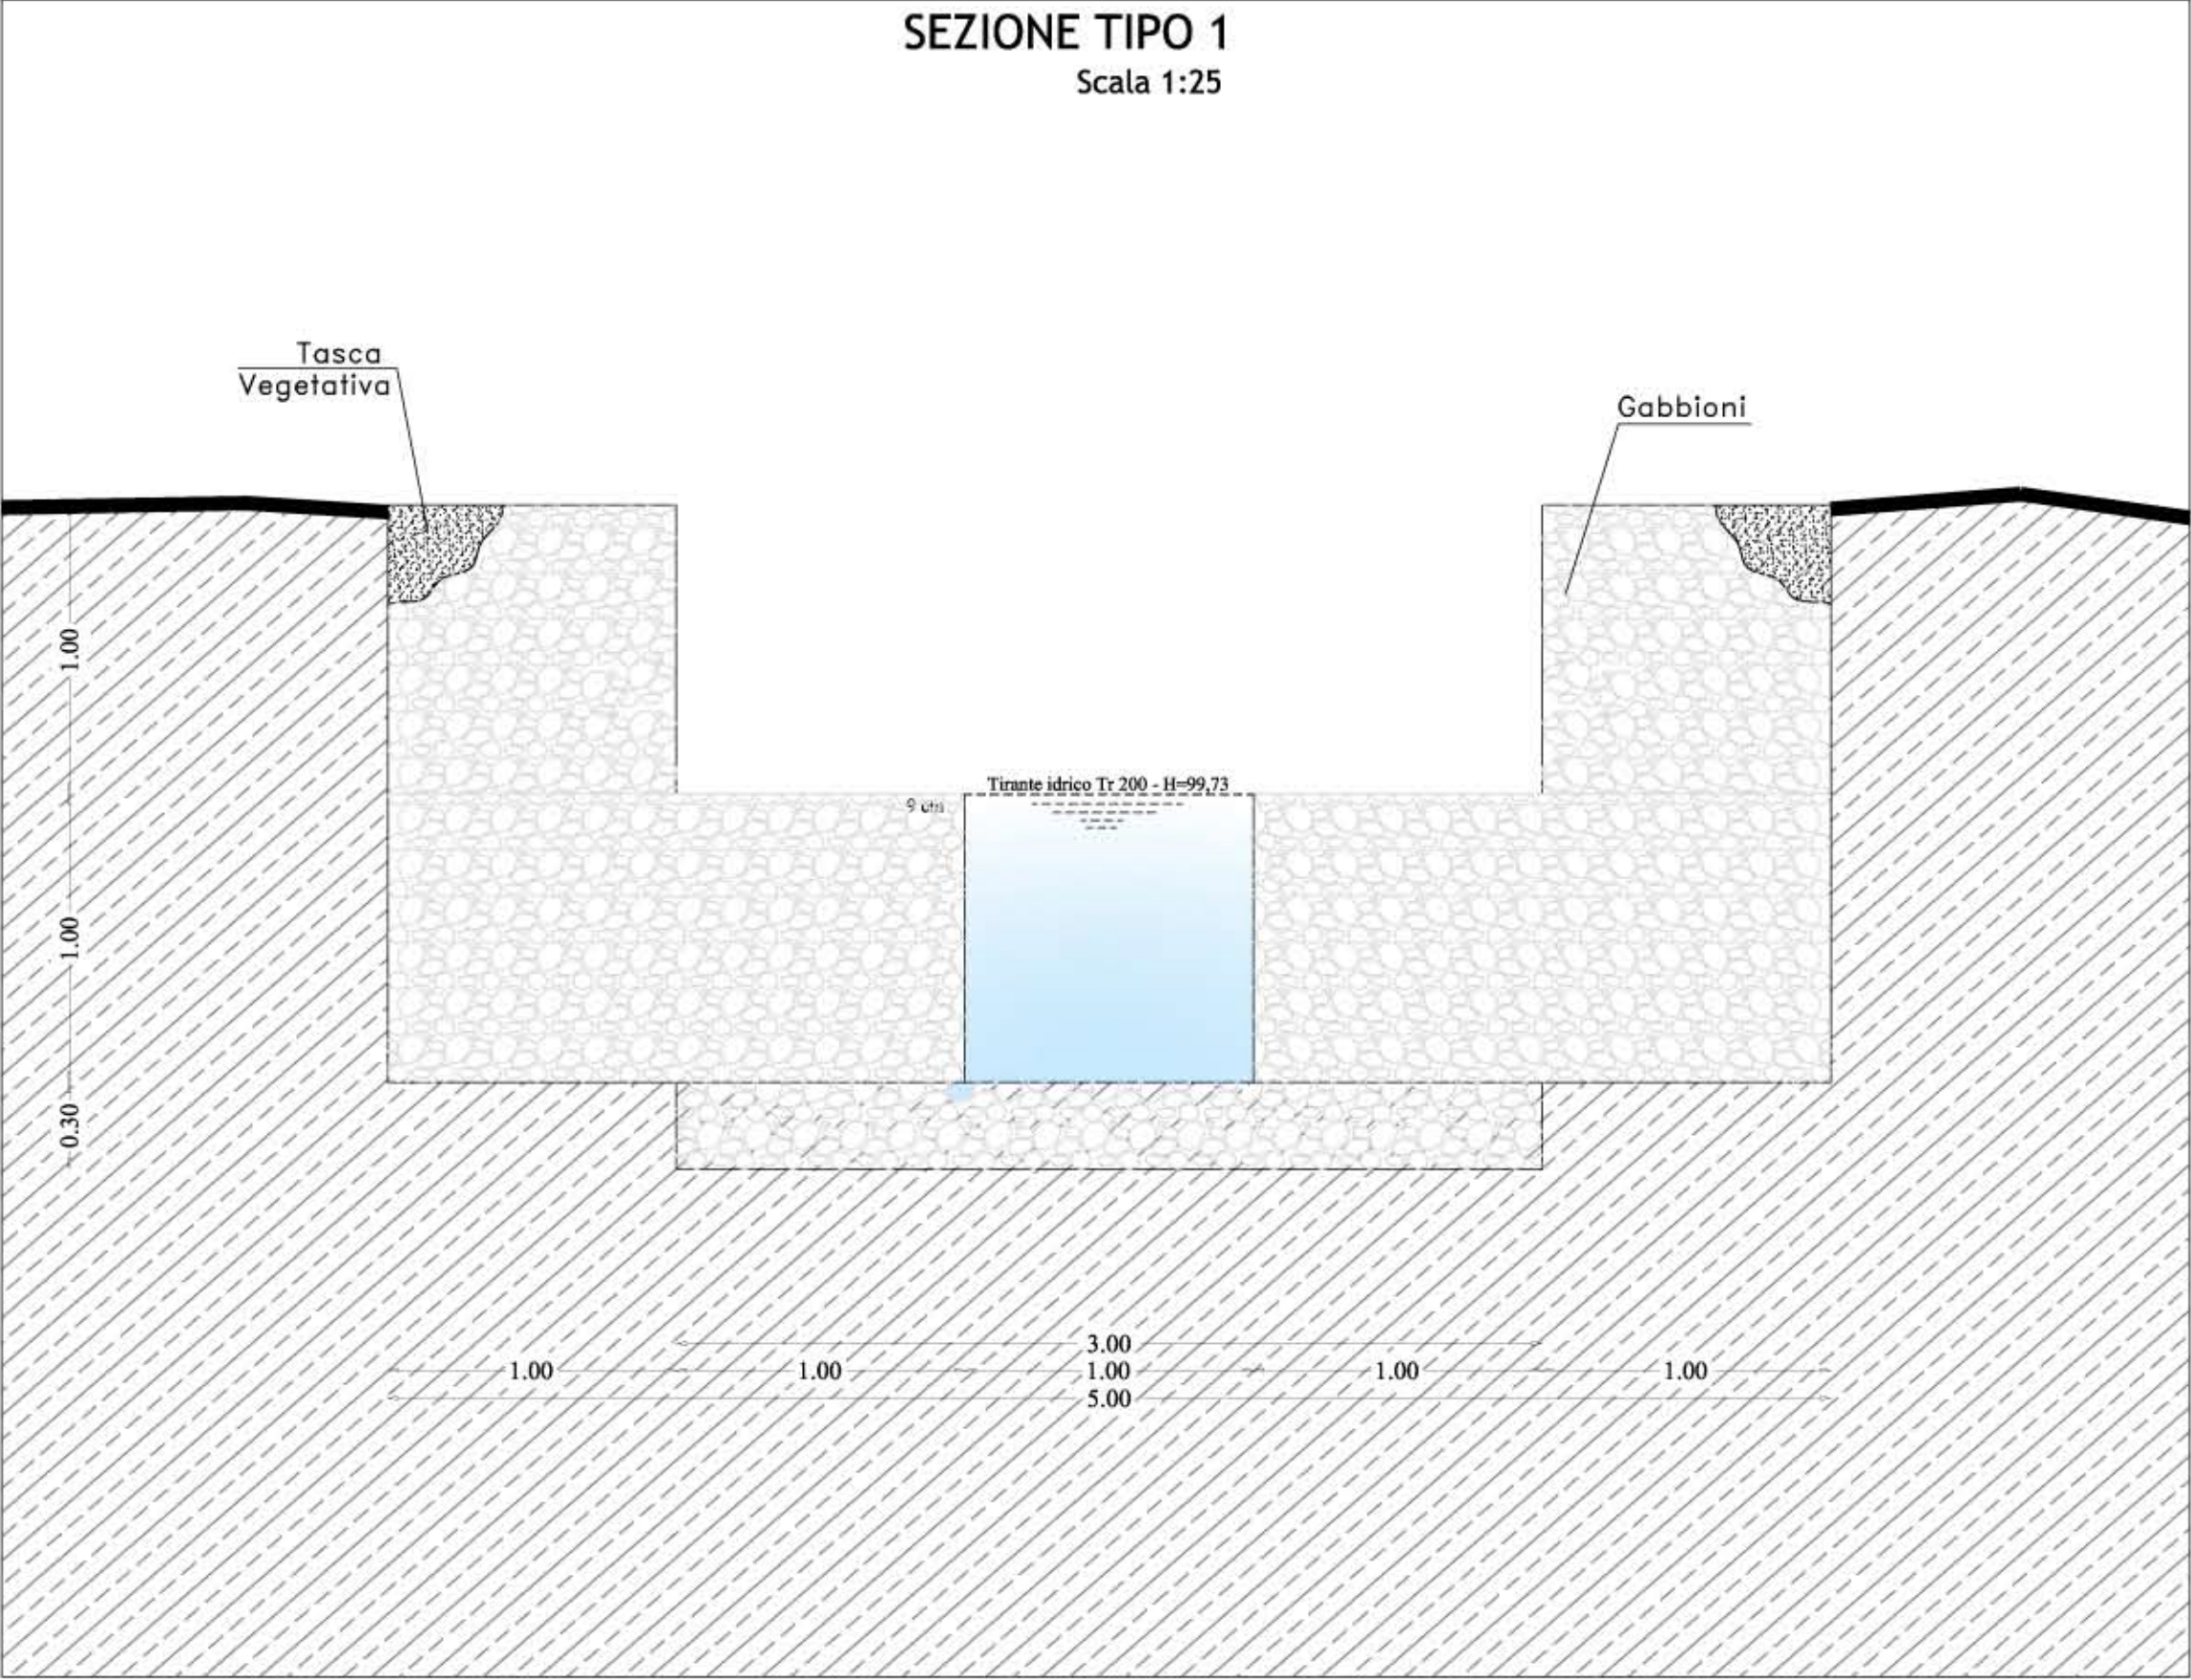 SEZIONE TIPO 1
Scala 1:25
Tasca
Vegetativa
Gabbioni
1.00
Tirante idrico Tr 200 - H=99,73
9
1.00
0.30
3.00
1.00 1.00 1.00 1.00 1.00
5.00